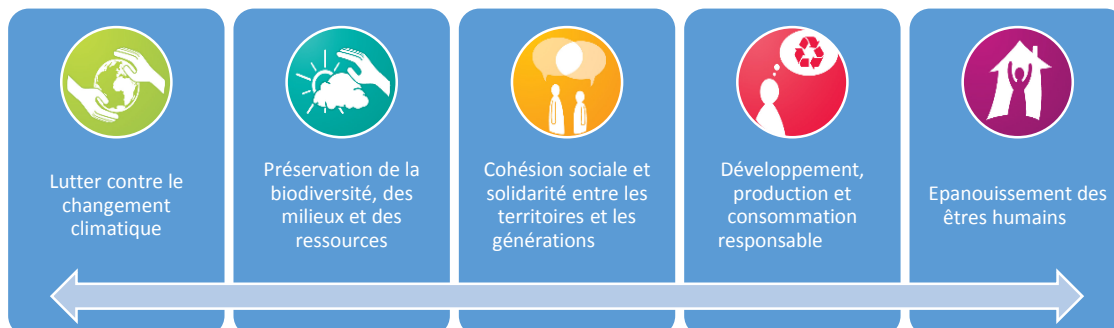 Lutter contre le
changement
climatique
Préservation de la
biodiversité, des
milieux et des
ressources
Cohésion sociale et
solidarité entre les
territoires et les
générations
Développement,
production et
consommation
responsable
Epanouissement des
êtres humains